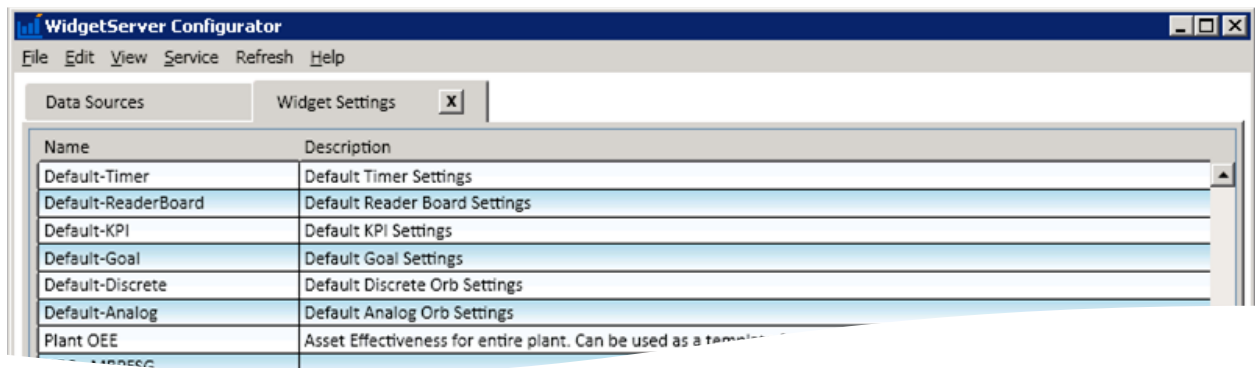 WidgetServer Configurator
File Edit View Service Refresh Help
Data Sources Widget Settings X
Name Description
Default-Timer Default Timer Settings
Default-ReaderBoard Default Reader Board Settings
Default-KPI Default KPI Settings
Default-Goal Default Goal Settings
Default-Discrete Default Discrete Orb Settings
Default-Analog Default Analog Orb Settings
Plant OEE Asset Effectiveness for entire plant. Can be used as a